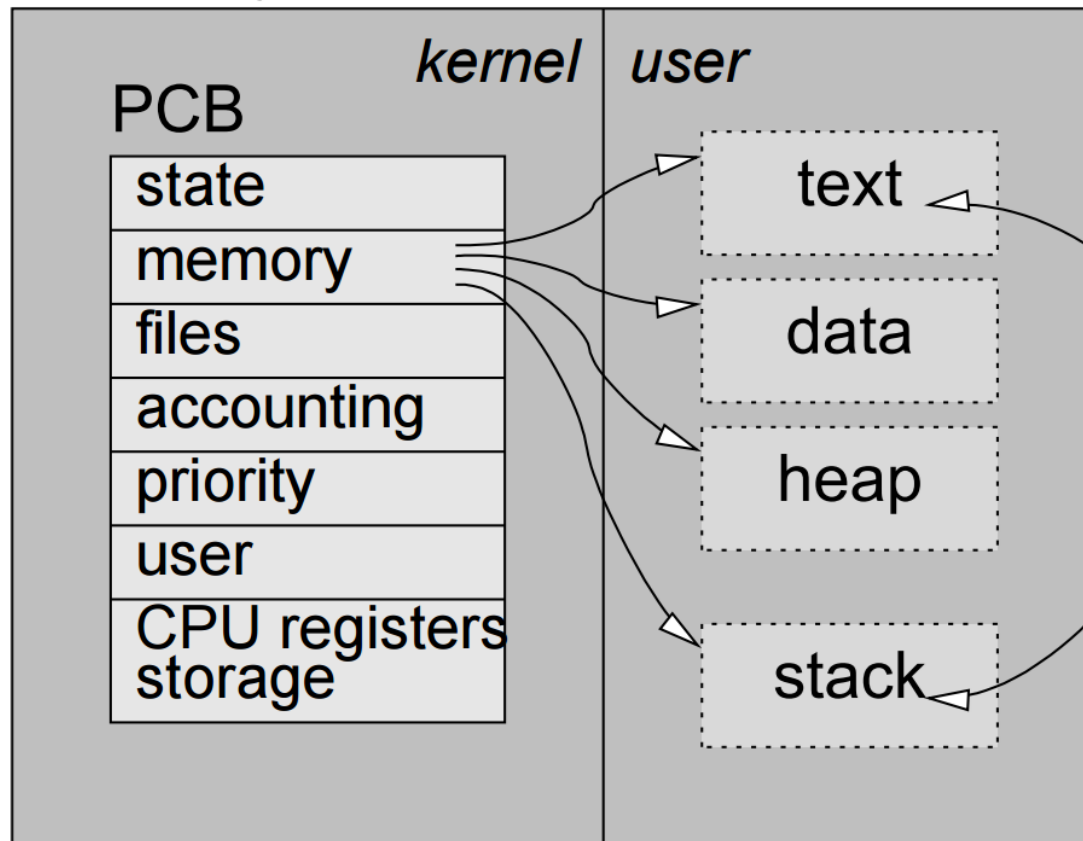 kernel
user
PCB
state
memory
files
accounting
priority
user
CPU registers
storage
text
data
heap
stack